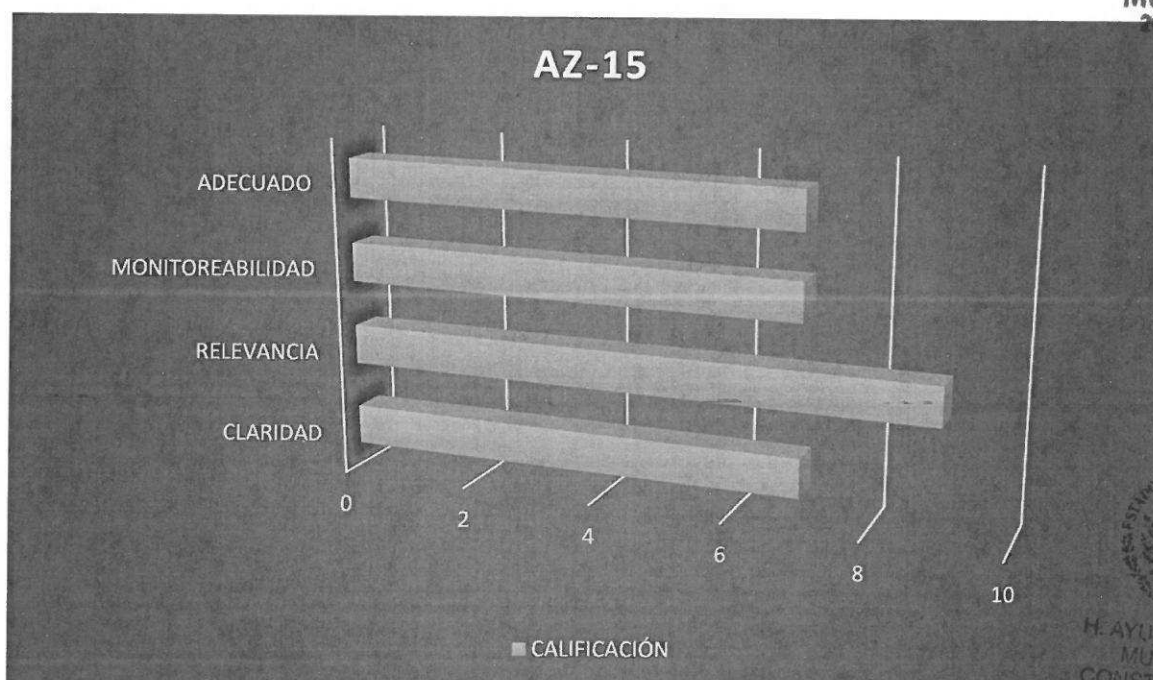 AZ-15
ADECUADO
MONITOREABILIDAD
RELEVANCIA
CLARIDAD
0
2
4
6
8
10
CALIFICACIÓN
H. AYU